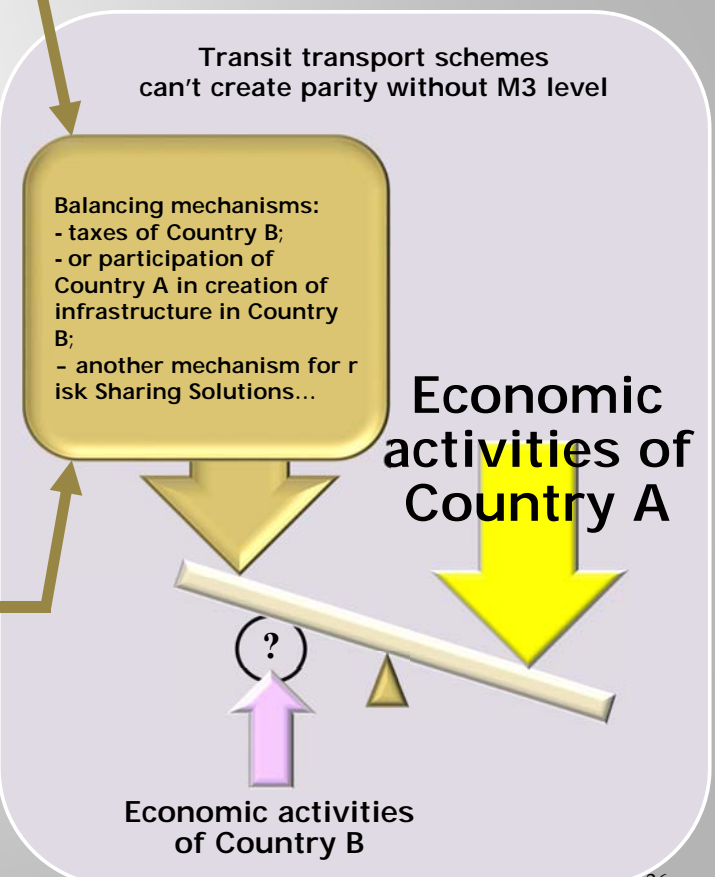 Transit transport schemes
can't create parity without M3 level
Balancing mechanisms:
- taxes of Country B;
- or participation of
Country A in creation of
infrastructure in Country
B;
– another mechanism for r
isk Sharing Solutions…
Economic
activities of
Country A
?
Economic activities
of Country B